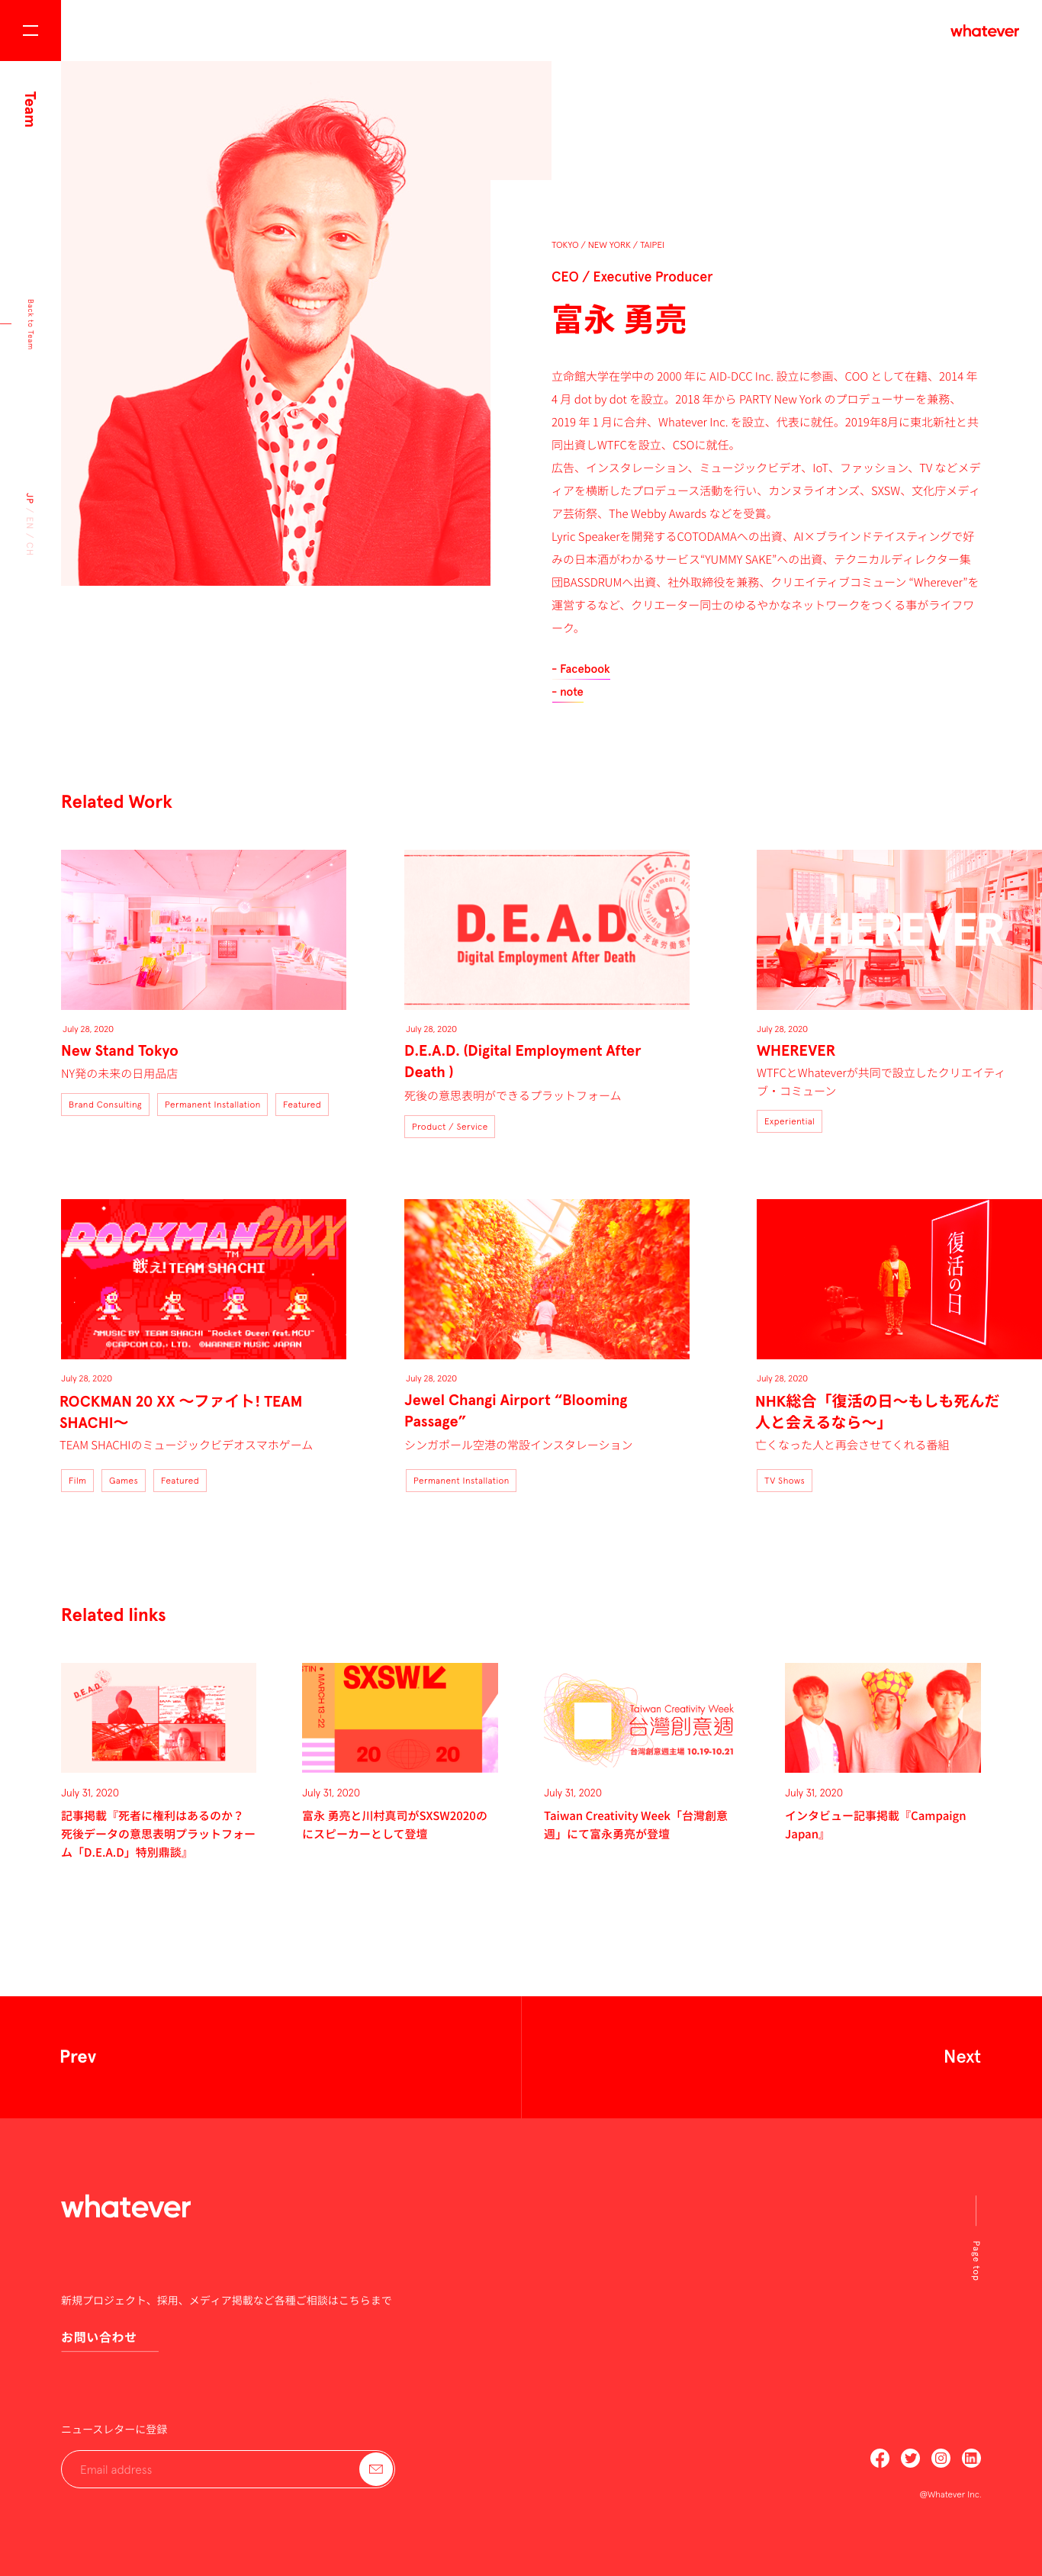 whatever
Team
Back to Team
JP / EN / CH
TOKYO / NEW YORK / TAIPEI
CEO / Executive Producer
富永 勇亮
立命館大学在学中の 2000 年に AID-DCC Inc. 設立に参画、COO として在籍、2014 年
4 月 dot by dot を設立。2018 年から PARTY New York のプロデューサーを兼務、
2019 年 1 月に合弁、Whatever Inc. を設立、代表に就任。2019年8月に東北新社と共
同出資しWTFCを設立、CSOに就任。
広告、インスタレーション、ミュージックビデオ、IoT、ファッション、TV などメデ
ィアを横断したプロデュース活動を行い、カンヌライオンズ、SXSW、文化庁メディ
ア芸術祭、The Webby Awards などを受賞。
Lyric Speakerを開発するCOTODAMAへの出資、AI×ブラインドテイスティングで好
みの日本酒がわかるサービス“YUMMY SAKE”への出資、テクニカルディレクター集
団BASSDRUMへ出資、社外取締役を兼務、クリエイティブコミューン “Wherever”を
運営するなど、クリエーター同士のゆるやかなネットワークをつくる事がライフワ
ーク。
- Facebook
- note
Related Work
D.E.A.D.
Digital Employment After Death
WHEREVER
July 28, 2020
New Stand Tokyo
NY発の未来の日用品店
Brand Consulting
Permanent Installation
Featured
July 28, 2020
D.E.A.D. (Digital Employment After
Death )
死後の意思表明ができるプラットフォーム
Product / Service
July 28, 2020
WHEREVER
WTFCとWhateverが共同で設立したクリエイティ
ブ・コミューン
Experiential
ROCKMAN 20XX
TM
戦え!TEAM SHACHI
♪MUSIC BY TEAM SHACHI "Rocket Queen feat.MCU"
©CAPCOM CO., LTD. ©WARNER MUSIC JAPAN
復活の日
July 28, 2020
ROCKMAN 20 XX 〜ファイト! TEAM
SHACHI〜
TEAM SHACHIのミュージックビデオスマホゲーム
Film
Games
Featured
July 28, 2020
Jewel Changi Airport “Blooming
Passage”
シンガポール空港の常設インスタレーション
Permanent Installation
July 28, 2020
NHK総合「復活の日〜もしも死んだ
人と会えるなら〜」
亡くなった人と再会させてくれる番組
TV Shows
Related links
D.E.A.D.
TIN • MARCH 13–22
SXSW
20 20
Taiwan Creativity Week
台灣創意週
台灣創意週主場 10.19-10.21
July 31, 2020
記事掲載『死者に権利はあるのか？
死後データの意思表明プラットフォー
ム「D.E.A.D」特別鼎談』
July 31, 2020
富永 勇亮と川村真司がSXSW2020の
にスピーカーとして登壇
July 31, 2020
Taiwan Creativity Week「台灣創意
週」にて富永勇亮が登壇
July 31, 2020
インタビュー記事掲載『Campaign
Japan』
Prev
Next
whatever
Page top
新規プロジェクト、採用、メディア掲載など各種ご相談はこちらまで
お問い合わせ
ニュースレターに登録
Email address
@Whatever Inc.